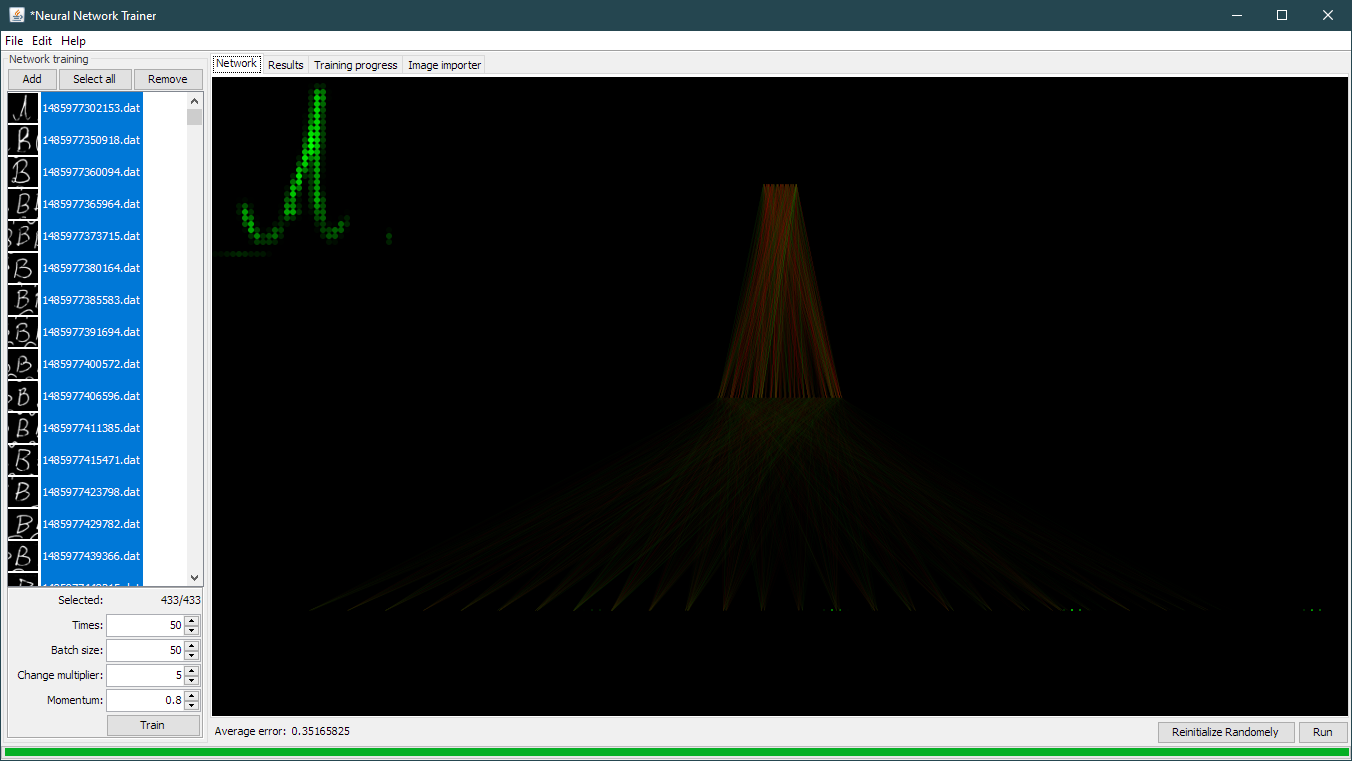 *Neural Network Trainer
File Edit Help
Network training
Add Select all Remove
Network Results Training progress Image importer
1485977302153.dat
1485977350918.dat
1485977360094.dat
1485977365964.dat
1485977373715.dat
1485977380164.dat
1485977385583.dat
1485977391694.dat
1485977400572.dat
1485977406596.dat
1485977411385.dat
1485977415471.dat
1485977423798.dat
1485977429782.dat
1485977439366.dat
Selected: 433/433
Times: 50
Batch size: 50
Change multiplier: 5
Momentum: 0.8
Train
Average error: 0.35165825
Reinitialize Randomely Run